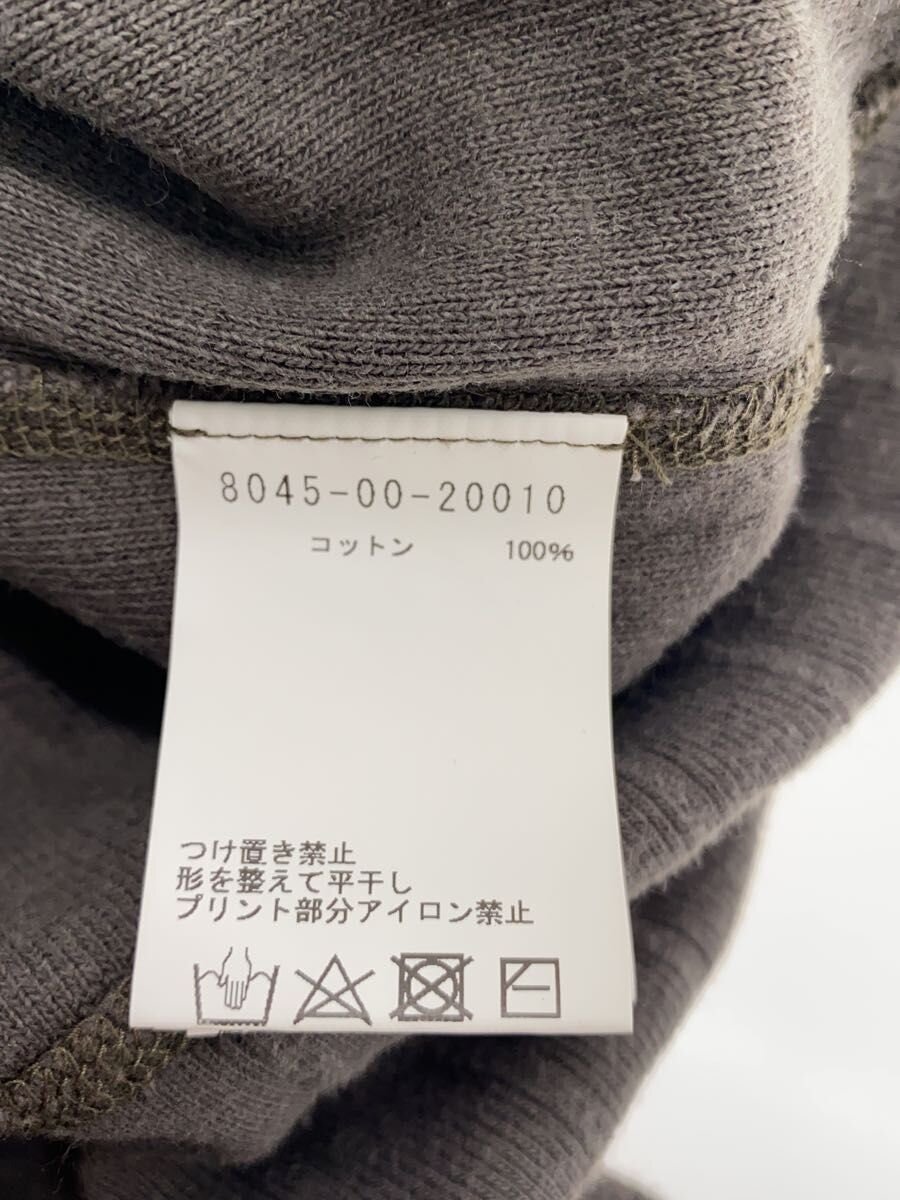 8045-00-20010
コットン 100%
つけ置き禁止
形を整えて平干し
プリント部分アイロン禁止